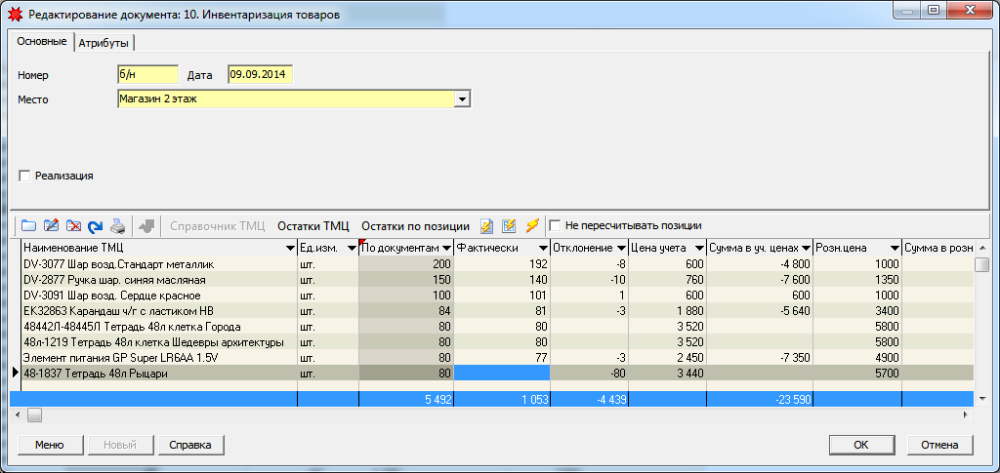 Редактирование документа: 10. Инвентаризация товаров
Основные Атрибуты
Номер б/н Дата 09.09.2014
Место Магазин 2 этаж
Реализация
Справочник ТМЦ Остатки ТМЦ Остатки по позиции Не пересчитывать позиции
Наименование ТМЦ Ед.изм. По документам Фактически Отклонение Цена учета Сумма в уч. ценах Розн.цена Сумма в розн
DV-3077 Шар возд.Стандарт металлик шт. 200 192 -8 600 -4 800 1000
DV-2877 Ручка шар. синяя масляная шт. 150 140 -10 760 -7 600 1350
DV-3091 Шар возд. Сердце красное шт. 100 101 1 600 600 1000
EK32863 Карандаш ч/г с ластиком HB шт. 84 81 -3 1 880 -5 640 3400
48442Л-48445Л Тетрадь 48л клетка Города шт. 80 80 3 520 5800
48л-1219 Тетрадь 48л клетка Шедевры архитектуры шт. 80 80 3 520 5800
Элемент питания GP Super LR6AA 1.5V шт. 80 77 -3 2 450 -7 350 4900
48-1837 Тетрадь 48л Рыцари шт. 80 -80 3 440 5700
5 492 1 053 -4 439 -23 590
Меню Новый Справка OK Отмена